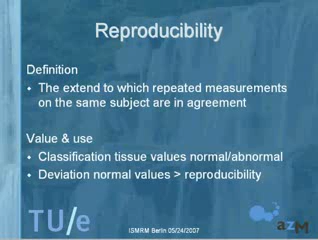 Reproducibility
Definition
• The extend to which repeated measurements
on the same subject are in agreement
Value & use
• Classification tissue values normal/abnormal
• Deviation normal values > reproducibility
TU/e
ISMRM Berlin 05/24/2007
azM